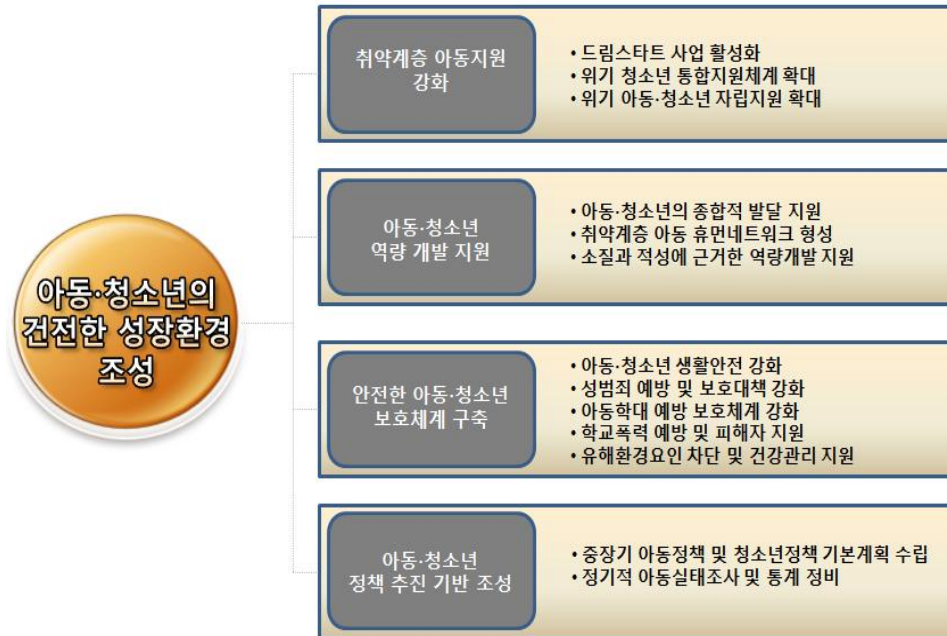 아동·청소년의
건전한 성장환경
조성
취약계층 아동지원
강화
• 드림스타트 사업 활성화
• 위기 청소년 통합지원체계 확대
• 위기 아동·청소년 자립지원 확대
아동·청소년
역량 개발 지원
• 아동·청소년의 종합적 발달 지원
• 취약계층 아동 휴먼네트워크 형성
• 소질과 적성에 근거한 역량개발 지원
안전한 아동·청소년
보호체계 구축
• 아동·청소년 생활안전 강화
• 성범죄 예방 및 보호대책 강화
• 아동학대 예방 보호체계 강화
• 학교폭력 예방 및 피해자 지원
• 유해환경요인 차단 및 건강관리 지원
아동·청소년
정책 추진 기반 조성
• 중장기 아동정책 및 청소년정책 기본계획 수립
• 정기적 아동실태조사 및 통계 정비